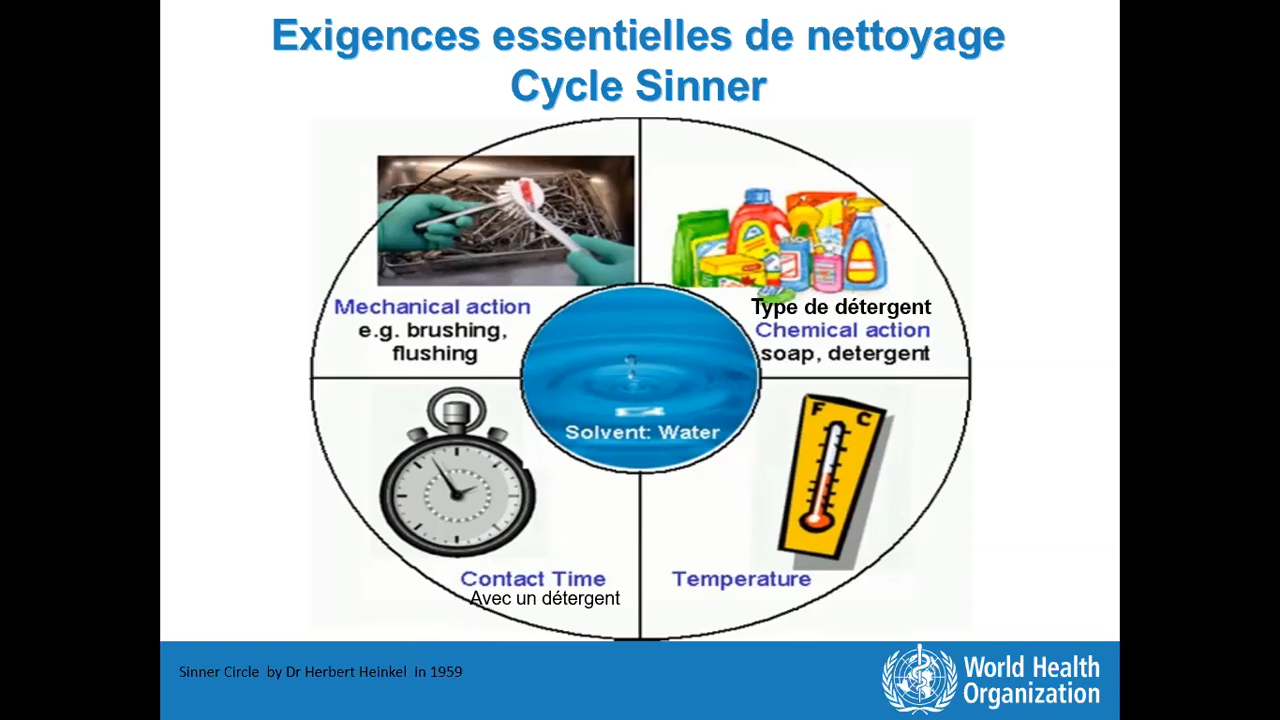 Exigences essentielles de nettoyage
Cycle Sinner
Mechanical action
e.g. brushing,
flushing
Type de détergent
Chemical action
soap, detergent
Solvent: Water
F C
Contact Time
Avec un détergent
Temperature
Sinner Circle by Dr Herbert Heinkel in 1959
World Health
Organization